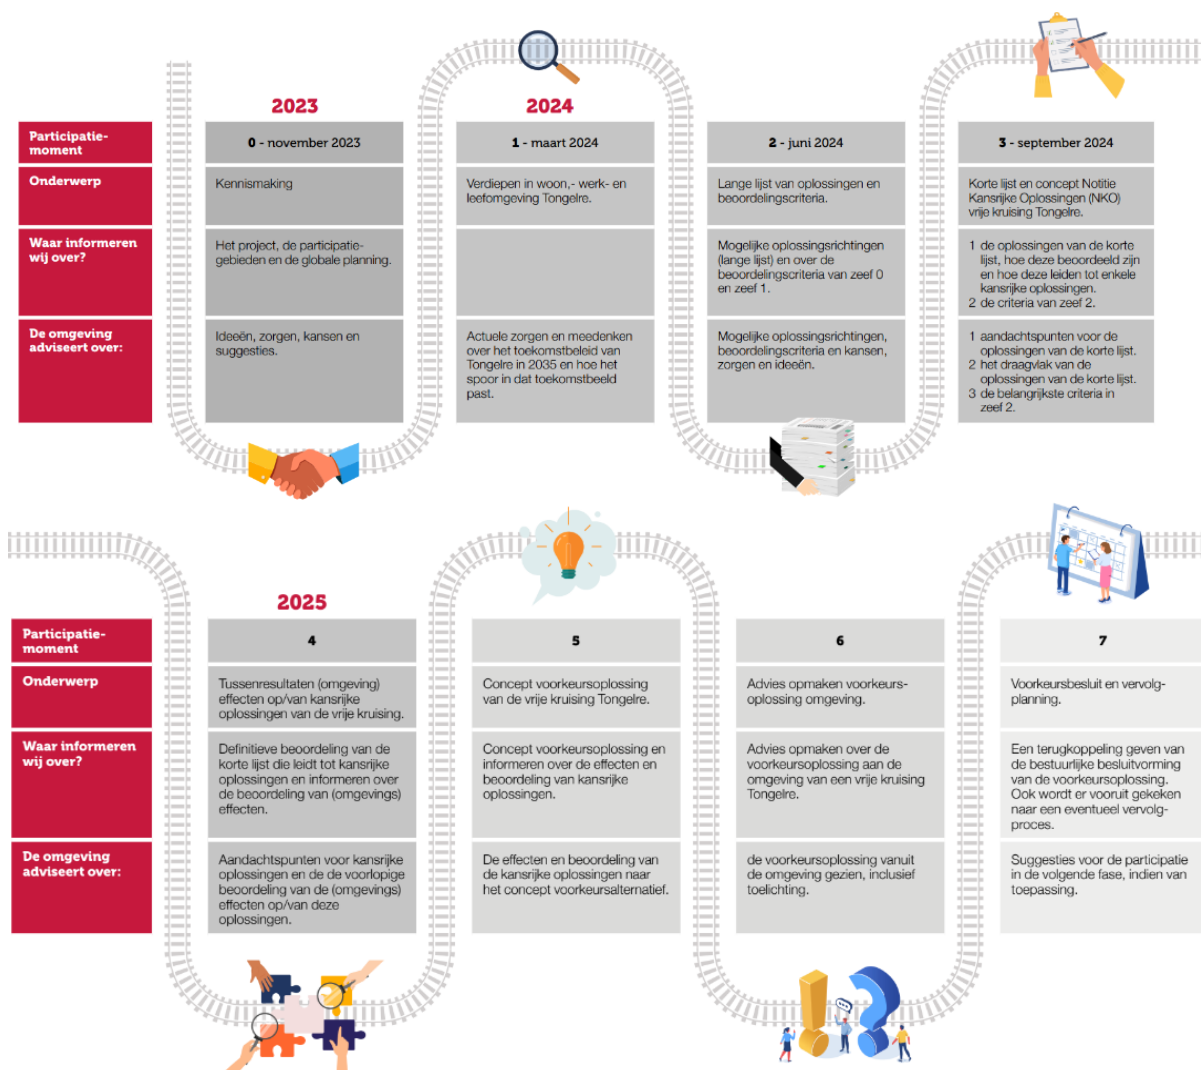 2023
2024
Participatie-
moment
0 - november 2023
1 - maart 2024
2 - juni 2024
3 - september 2024
Onderwerp
Kennismaking
Verdiepen in woon,- werk- en
leefomgeving Tongelre.
Lange lijst van oplossingen en
beoordelingscriteria.
Korte lijst en concept Notitie
Kansrijke Oplossingen (NKO)
vrije kruising Tongelre.
Waar informeren
wij over?
Het project, de participatie-
gebieden en de globale planning.
Mogelijke oplossingsrichtingen
(lange lijst) en over de
beoordelingscriteria van zeef 0
en zeef 1.
1 de oplossingen van de korte
lijst, hoe deze beoordeeld zijn
en hoe deze leiden tot enkele
kansrijke oplossingen.
2 de criteria van zeef 2.
De omgeving
adviseert over:
Ideeën, zorgen, kansen en
suggesties.
Actuele zorgen en meedenken
over het toekomstbeleid van
Tongelre in 2035 en hoe het
spoor in dat toekomstbeeld
past.
Mogelijke oplossingsrichtingen,
beoordelingscriteria en kansen,
zorgen en ideeën.
1 aandachtspunten voor de
oplossingen van de korte lijst.
2 het draagvlak van de
oplossingen van de korte lijst.
3 de belangrijkste criteria in
zeef 2.
2025
Participatie-
moment
4
5
6
7
Onderwerp
Tussenresultaten (omgeving)
effecten op/van kansrijke
oplossingen van de vrije kruising.
Concept voorkeursoplossing
van de vrije kruising Tongelre.
Advies opmaken voorkeurs-
oplossing omgeving.
Voorkeursbesluit en vervolg-
planning.
Waar informeren
wij over?
Definitieve beoordeling van de
korte lijst die leidt tot kansrijke
oplossingen en informeren over
de beoordeling van (omgevings)
effecten.
Concept voorkeursoplossing en
informeren over de effecten en
beoordeling van kansrijke
oplossingen.
Advies opmaken over de
voorkeursoplossing aan de
omgeving van een vrije kruising
Tongelre.
Een terugkoppeling geven van
de bestuurlijke besluitvorming
van de voorkeursoplossing.
Ook wordt er vooruit gekeken
naar een eventueel vervolg-
proces.
De omgeving
adviseert over:
Aandachtspunten voor kansrijke
oplossingen en de de voorlopige
beoordeling van de (omgevings)
effecten op/van deze
oplossingen.
De effecten en beoordeling van
de kansrijke oplossingen naar
het concept voorkeursalternatief.
de voorkeursoplossing vanuit
de omgeving gezien, inclusief
toelichting.
Suggesties voor de participatie
in de volgende fase, indien van
toepassing.
!?